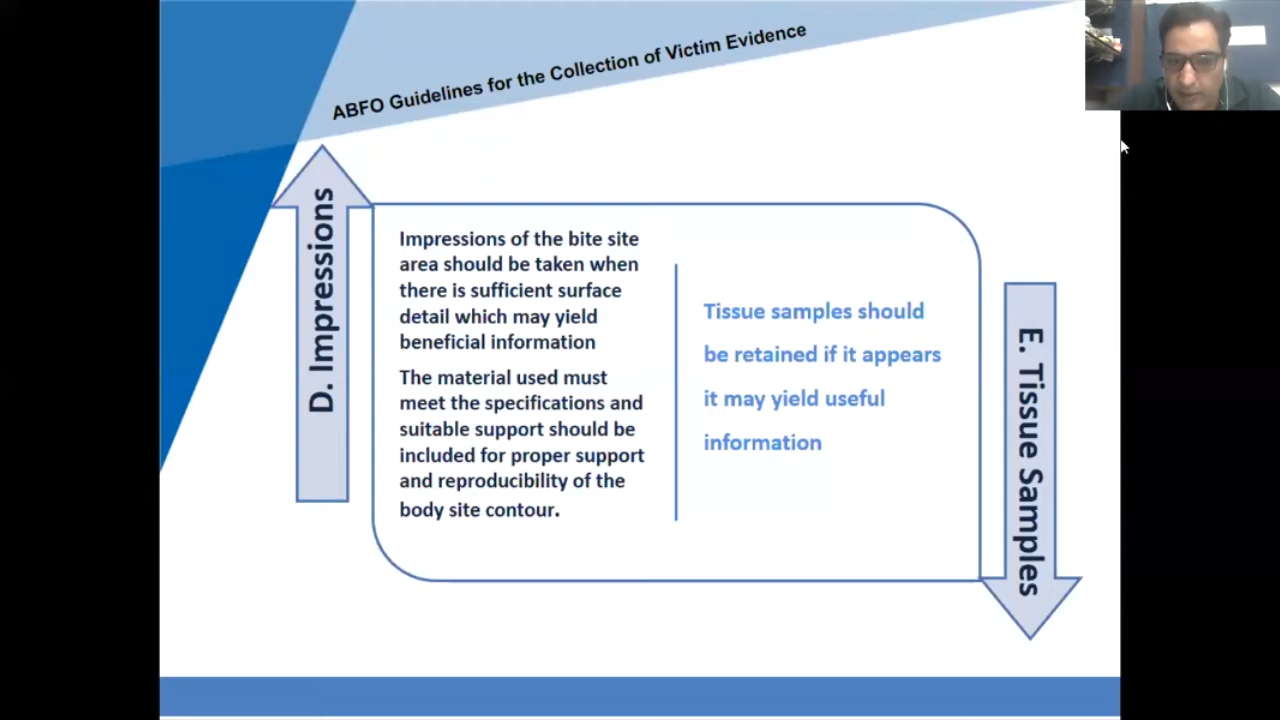 ABFO Guidelines for the Collection of Victim Evidence
D. Impressions
Impressions of the bite site
area should be taken when
there is sufficient surface
detail which may yield
beneficial information
The material used must
meet the specifications and
suitable support should be
included for proper support
and reproducibility of the
body site contour.
Tissue samples should
be retained if it appears
it may yield useful
information
E. Tissue Samples